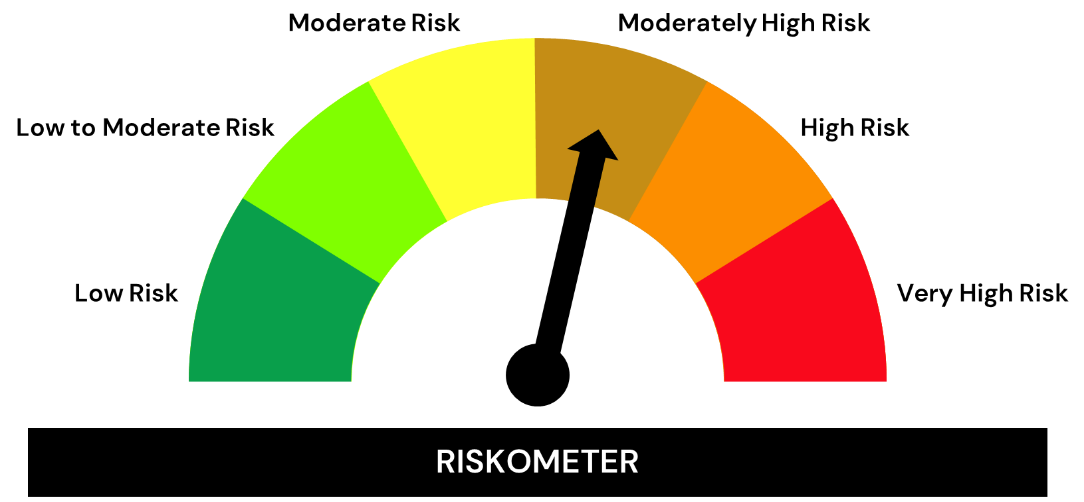 Moderate Risk
Moderately High Risk
Low to Moderate Risk
High Risk
Low Risk
Very High Risk
RISKOMETER